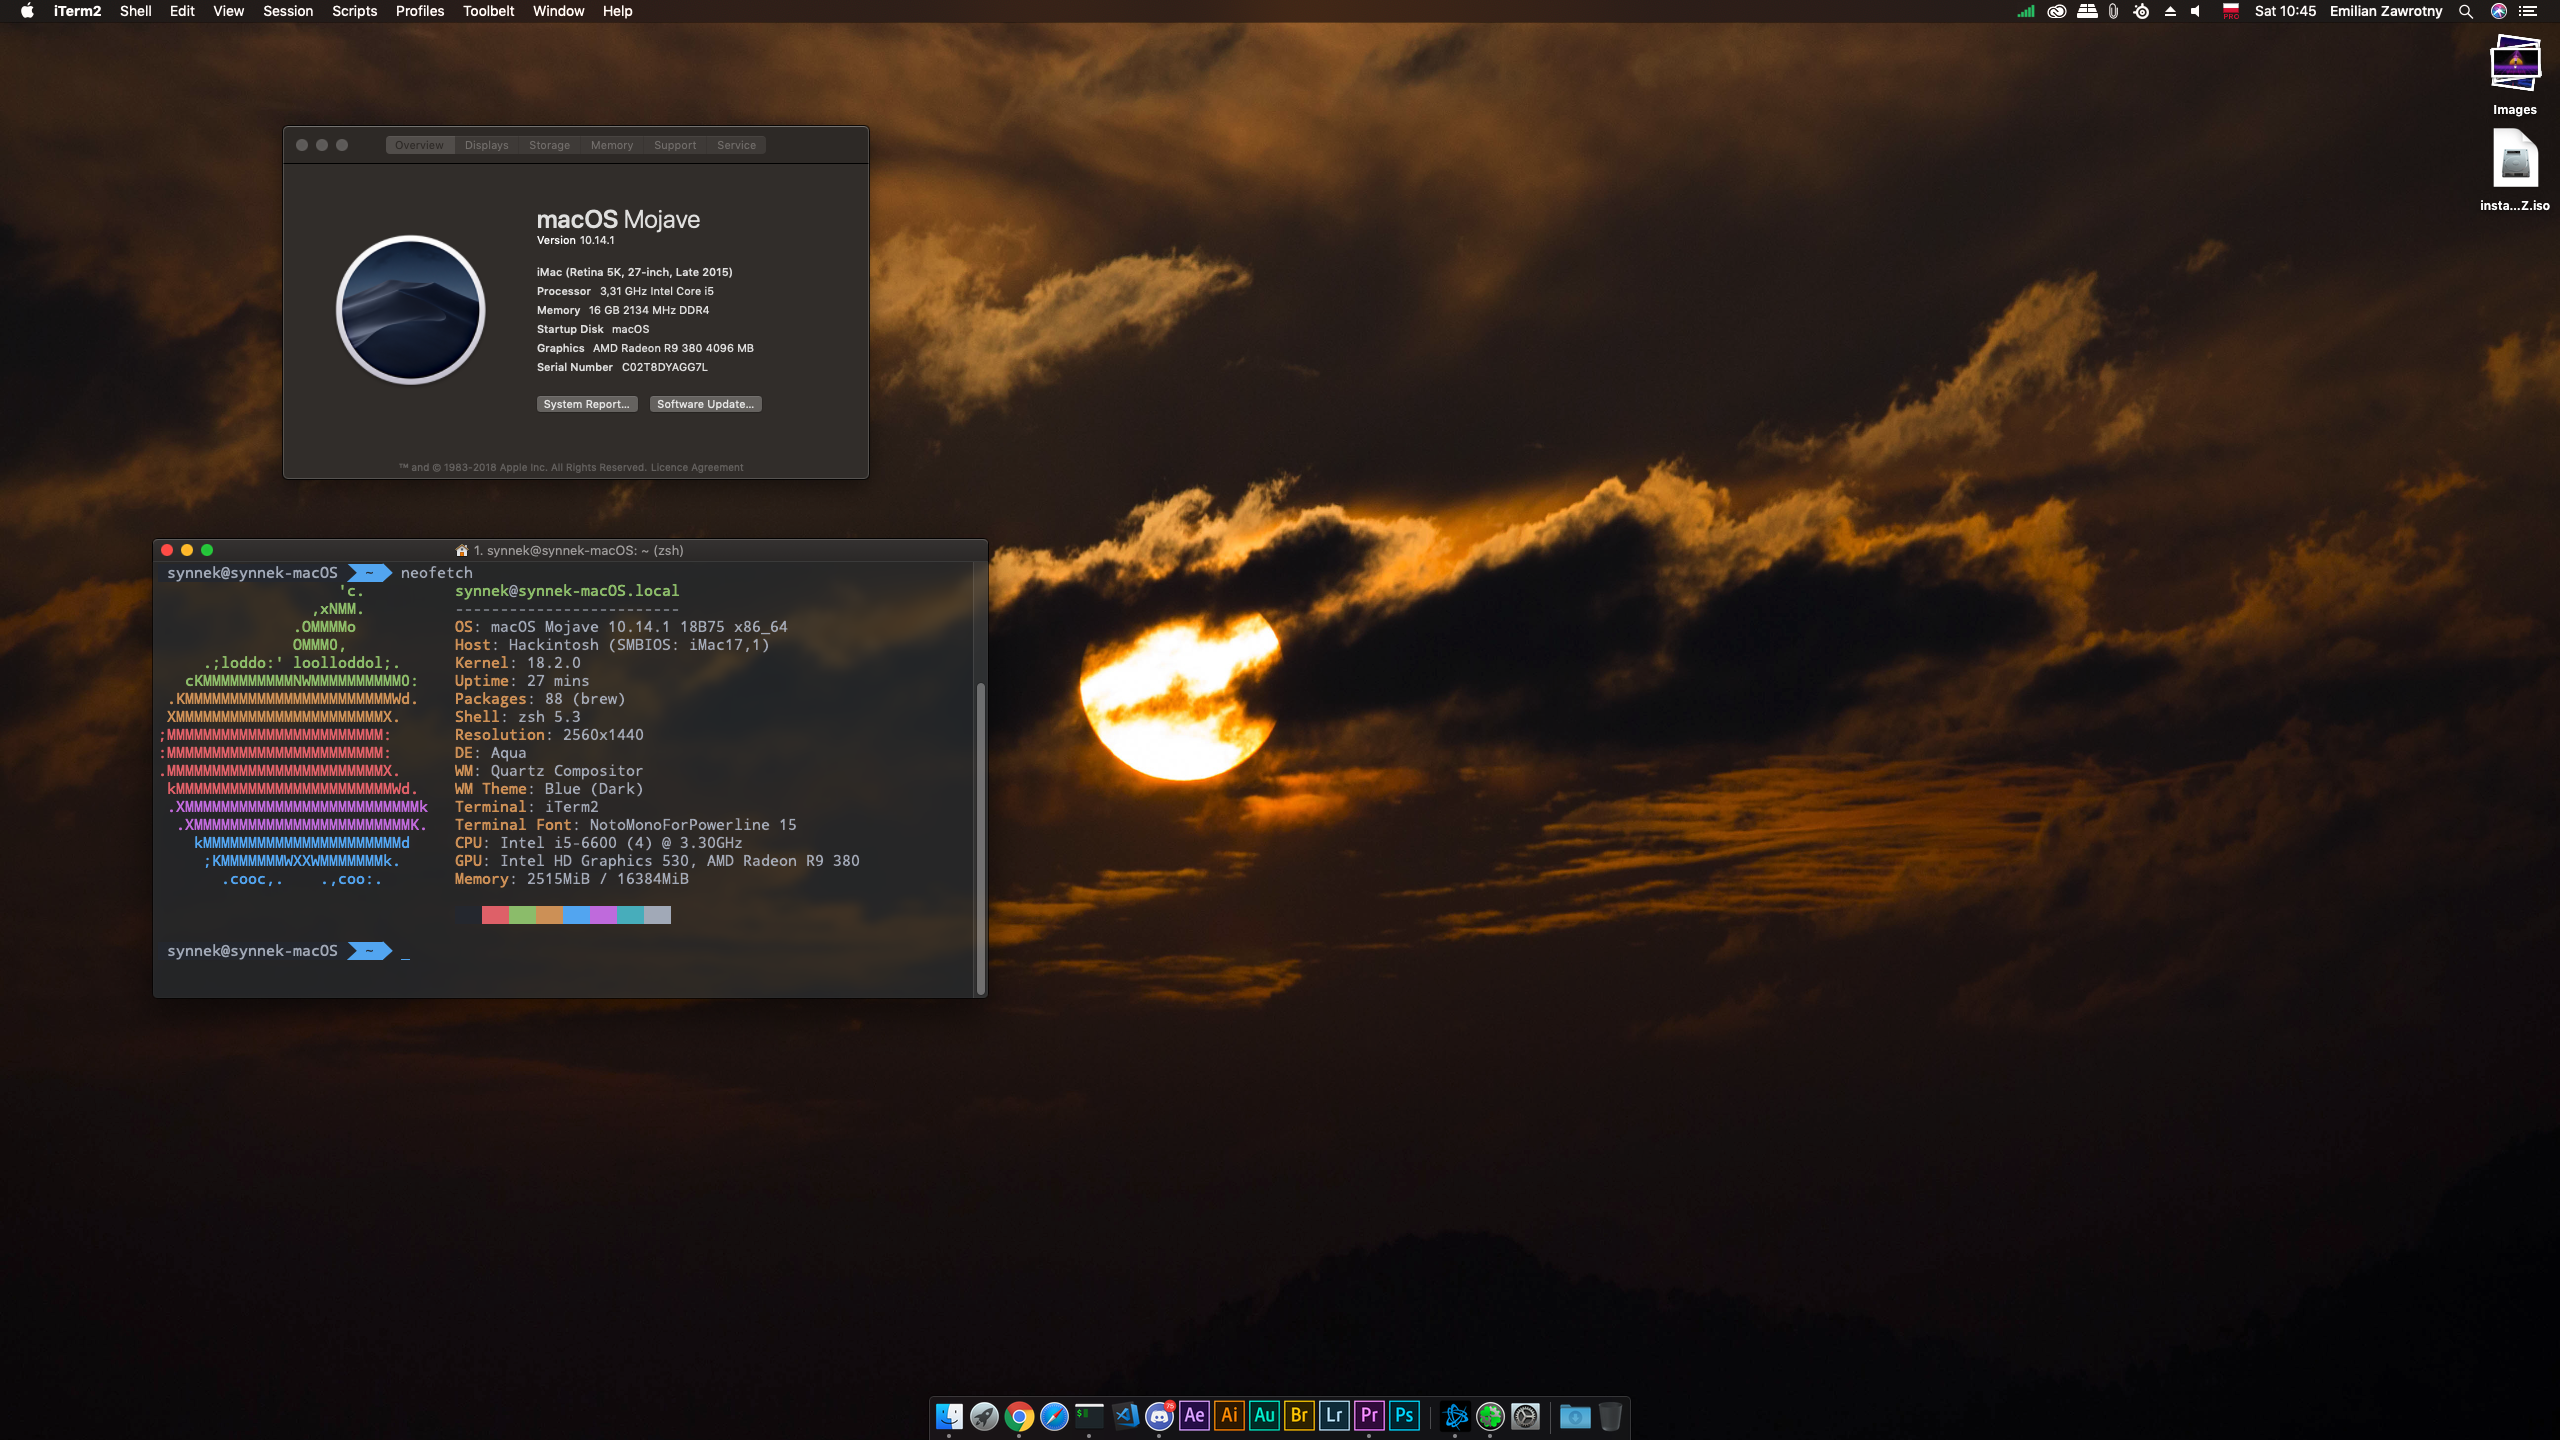 iTerm2 Shell Edit View Session Scripts Profiles Toolbelt Window Help
PRO Sat 10:45 Emilian Zawrotny
Images
insta...Z.iso
Overview Displays Storage Memory Support Service
macOS Mojave
Version 10.14.1
iMac (Retina 5K, 27-inch, Late 2015)
Processor 3,31 GHz Intel Core i5
Memory 16 GB 2134 MHz DDR4
Startup Disk macOS
Graphics AMD Radeon R9 380 4096 MB
Serial Number C02T8DYAGG7L
System Report... Software Update...
™ and © 1983-2018 Apple Inc. All Rights Reserved. Licence Agreement
1. synnek@synnek-macOS: ~ (zsh)
synnek@synnek-macOS ~ neofetch
'c. synnek@synnek-macOS.local
,xNMM. -------------------------
.OMMMMo OS: macOS Mojave 10.14.1 18B75 x86_64
OMMM0, Host: Hackintosh (SMBIOS: iMac17,1)
.;loddo:' loolloddol;. Kernel: 18.2.0
cKMMMMMMMMMMNWMMMMMMMMMM0: Uptime: 27 mins
.KMMMMMMMMMMMMMMMMMMMMMMMWd. Packages: 88 (brew)
XMMMMMMMMMMMMMMMMMMMMMMMX. Shell: zsh 5.3
;MMMMMMMMMMMMMMMMMMMMMMMM: Resolution: 2560x1440
:MMMMMMMMMMMMMMMMMMMMMMMM: DE: Aqua
.MMMMMMMMMMMMMMMMMMMMMMMMX. WM: Quartz Compositor
kMMMMMMMMMMMMMMMMMMMMMMMMWd. WM Theme: Blue (Dark)
.XMMMMMMMMMMMMMMMMMMMMMMMMMMk Terminal: iTerm2
.XMMMMMMMMMMMMMMMMMMMMMMMMK. Terminal Font: NotoMonoForPowerline 15
kMMMMMMMMMMMMMMMMMMMMMMd CPU: Intel i5-6600 (4) @ 3.30GHz
;KMMMMMMMWXXWMMMMMMMk. GPU: Intel HD Graphics 530, AMD Radeon R9 380
.cooc,. .,coo:. Memory: 2515MiB / 16384MiB
synnek@synnek-macOS ~ _
Ae Ai Au Br Lr Pr Ps